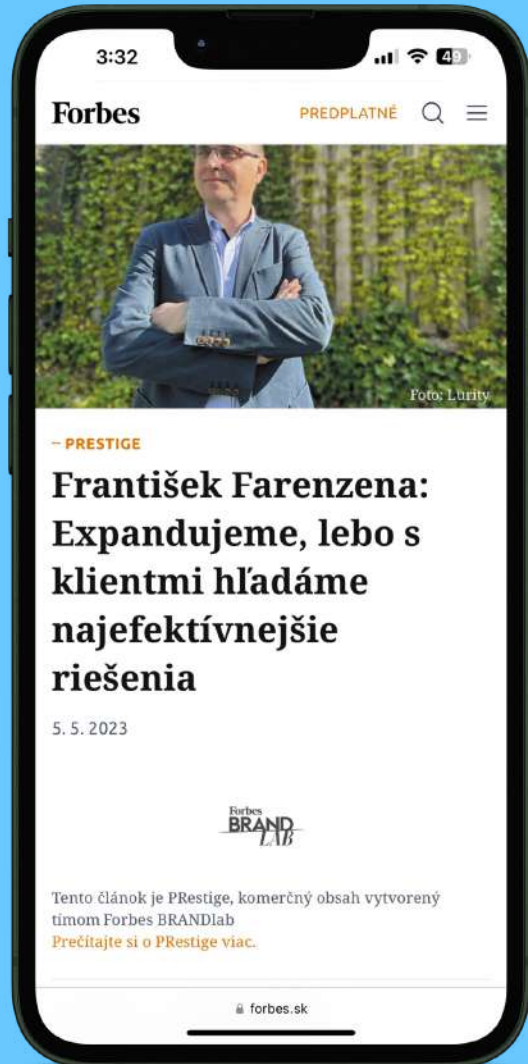 3:32
49
Forbes
PREDPLATNÉ
Foto: Lurity
– PRESTIGE
František Farenzena:
Expandujeme, lebo s
klientmi hľadáme
najefektívnejšie
riešenia
5. 5. 2023
Forbes
BRAND
LAB
Tento článok je PRestige, komerčný obsah vytvorený
tímom Forbes BRANDlab
Prečítajte si o PRestige viac.
forbes.sk